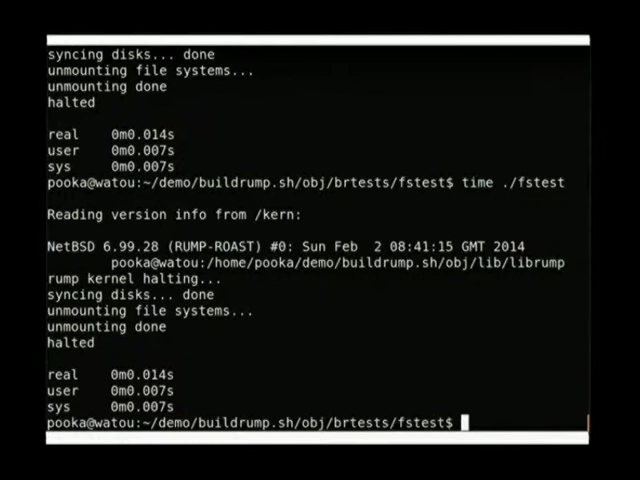 syncing disks... done
unmounting file systems...
unmounting done
halted
real 0m0.014s
user 0m0.007s
sys 0m0.007s
pooka@watou:~/demo/buildrump.sh/obj/brtests/fstest$ time ./fstest
Reading version info from /kern:
NetBSD 6.99.28 (RUMP-ROAST) #0: Sun Feb 2 08:41:15 GMT 2014
pooka@watou:/home/pooka/demo/buildrump.sh/obj/lib/librump
rump kernel halting...
syncing disks... done
unmounting file systems...
unmounting done
halted
real 0m0.014s
user 0m0.007s
sys 0m0.007s
pooka@watou:~/demo/buildrump.sh/obj/brtests/fstest$